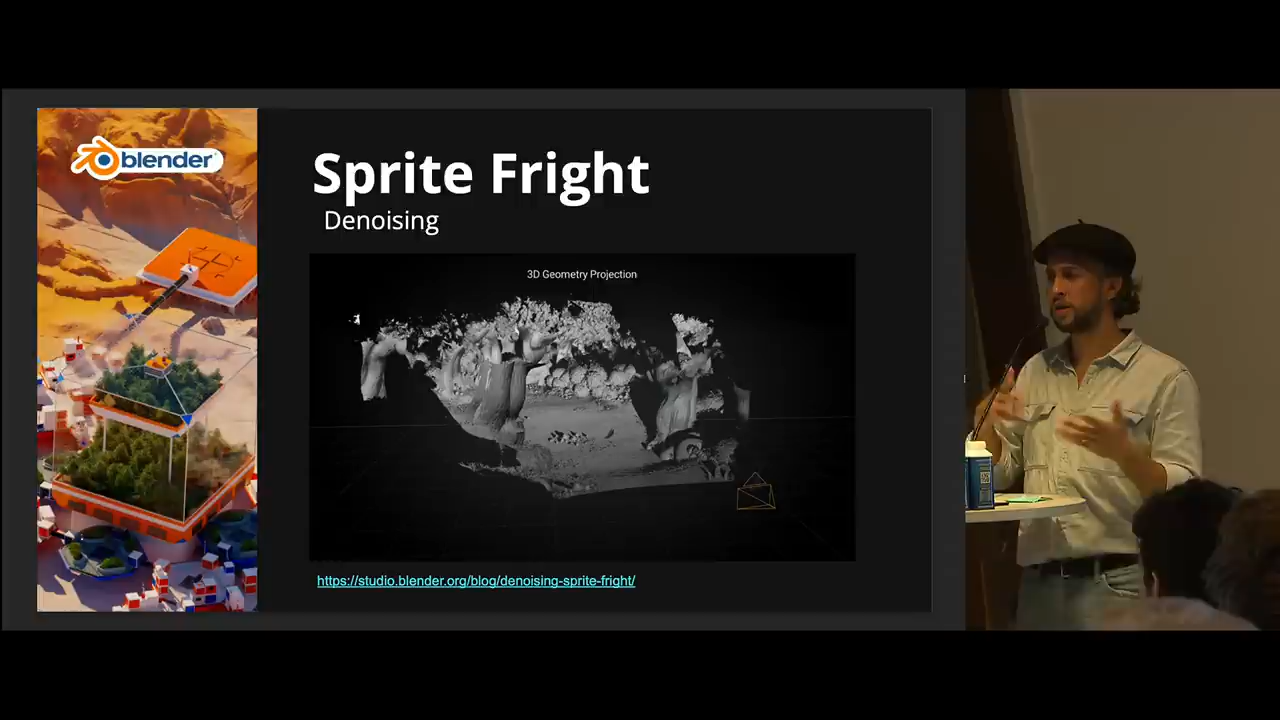 blender
Sprite Fright
Denoising
3D Geometry Projection
https://studio.blender.org/blog/denoising-sprite-fright/